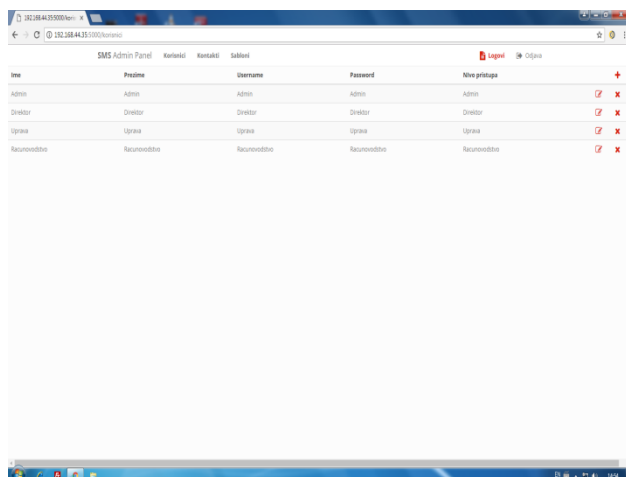 192.168.44.35:5000/koris
192.168.44.35:5000/korisnici
SMS Admin Panel Korisnici Kontakti Sabloni Logovi Odjava
Ime Prezime Username Password Nivo pristupa
Admin Admin Admin Admin Admin
Direktor Direktor Direktor Direktor Direktor
Uprava Uprava Uprava Uprava Uprava
Racunovodstvo Racunovodstvo Racunovodstvo Racunovodstvo Racunovodstvo